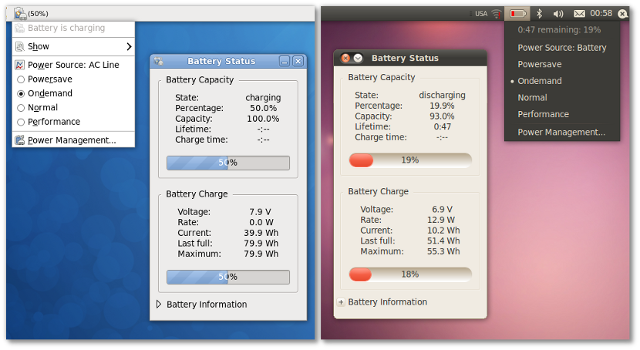 (50%)
Battery is charging
Show
Power Source: AC Line
Powersave
Ondemand
Normal
Performance
Power Management...
Battery Status
Battery Capacity
State: charging
Percentage: 50.0%
Capacity: 100.0%
Lifetime: -:--
Charge time: -:--
50%
Battery Charge
Voltage: 7.9 V
Rate: 0.0 W
Current: 39.9 Wh
Last full: 79.9 Wh
Maximum: 79.9 Wh
50%
Battery Information
USA 00:58
0:47 remaining: 19%
Power Source: Battery
Powersave
Ondemand
Normal
Performance
Power Management...
Battery Status
Battery Capacity
State: discharging
Percentage: 19.9%
Capacity: 93.0%
Lifetime: 0:47
Charge time: -:--
19%
Battery Charge
Voltage: 6.9 V
Rate: 12.9 W
Current: 10.2 Wh
Last full: 51.4 Wh
Maximum: 55.3 Wh
18%
Battery Information